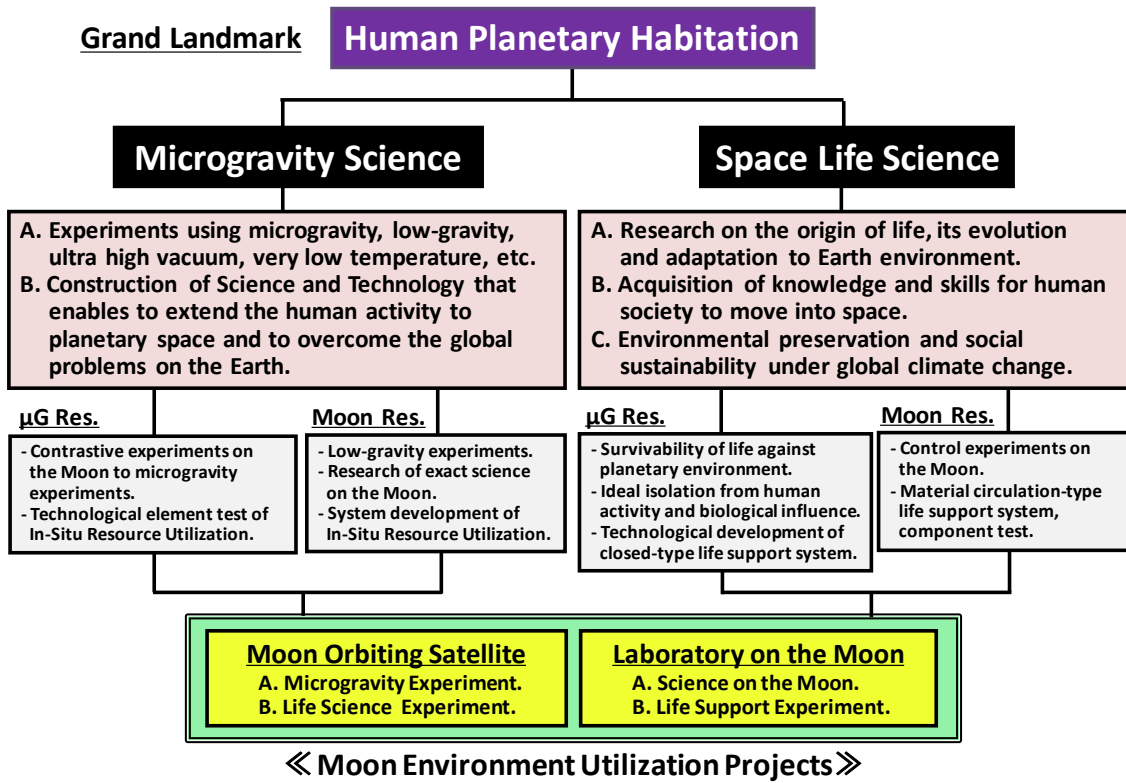 Grand Landmark
Human Planetary Habitation
Microgravity Science
A. Experiments using microgravity, low-gravity,
ultra high vacuum, very low temperature, etc.
B. Construction of Science and Technology that
enables to extend the human activity to
planetary space and to overcome the global
problems on the Earth.
Space Life Science
A. Research on the origin of life, its evolution
and adaptation to Earth environment.
B. Acquisition of knowledge and skills for human
society to move into space.
C. Environmental preservation and social
sustainability under global climate change.
μG Res.
- Contrastive experiments on
the Moon to microgravity
experiments.
- Technological element test of
In-Situ Resource Utilization.
Moon Res.
- Low-gravity experiments.
- Research of exact science
on the Moon.
- System development of
In-Situ Resource Utilization.
μG Res.
- Survivability of life against
planetary environment.
- Ideal isolation from human
activity and biological influence.
- Technological development of
closed-type life support system.
Moon Res.
- Control experiments on
the Moon.
- Material circulation-type
life support system,
component test.
Moon Orbiting Satellite
A. Microgravity Experiment.
B. Life Science Experiment.
Laboratory on the Moon
A. Science on the Moon.
B. Life Support Experiment.
≪ Moon Environment Utilization Projects≫